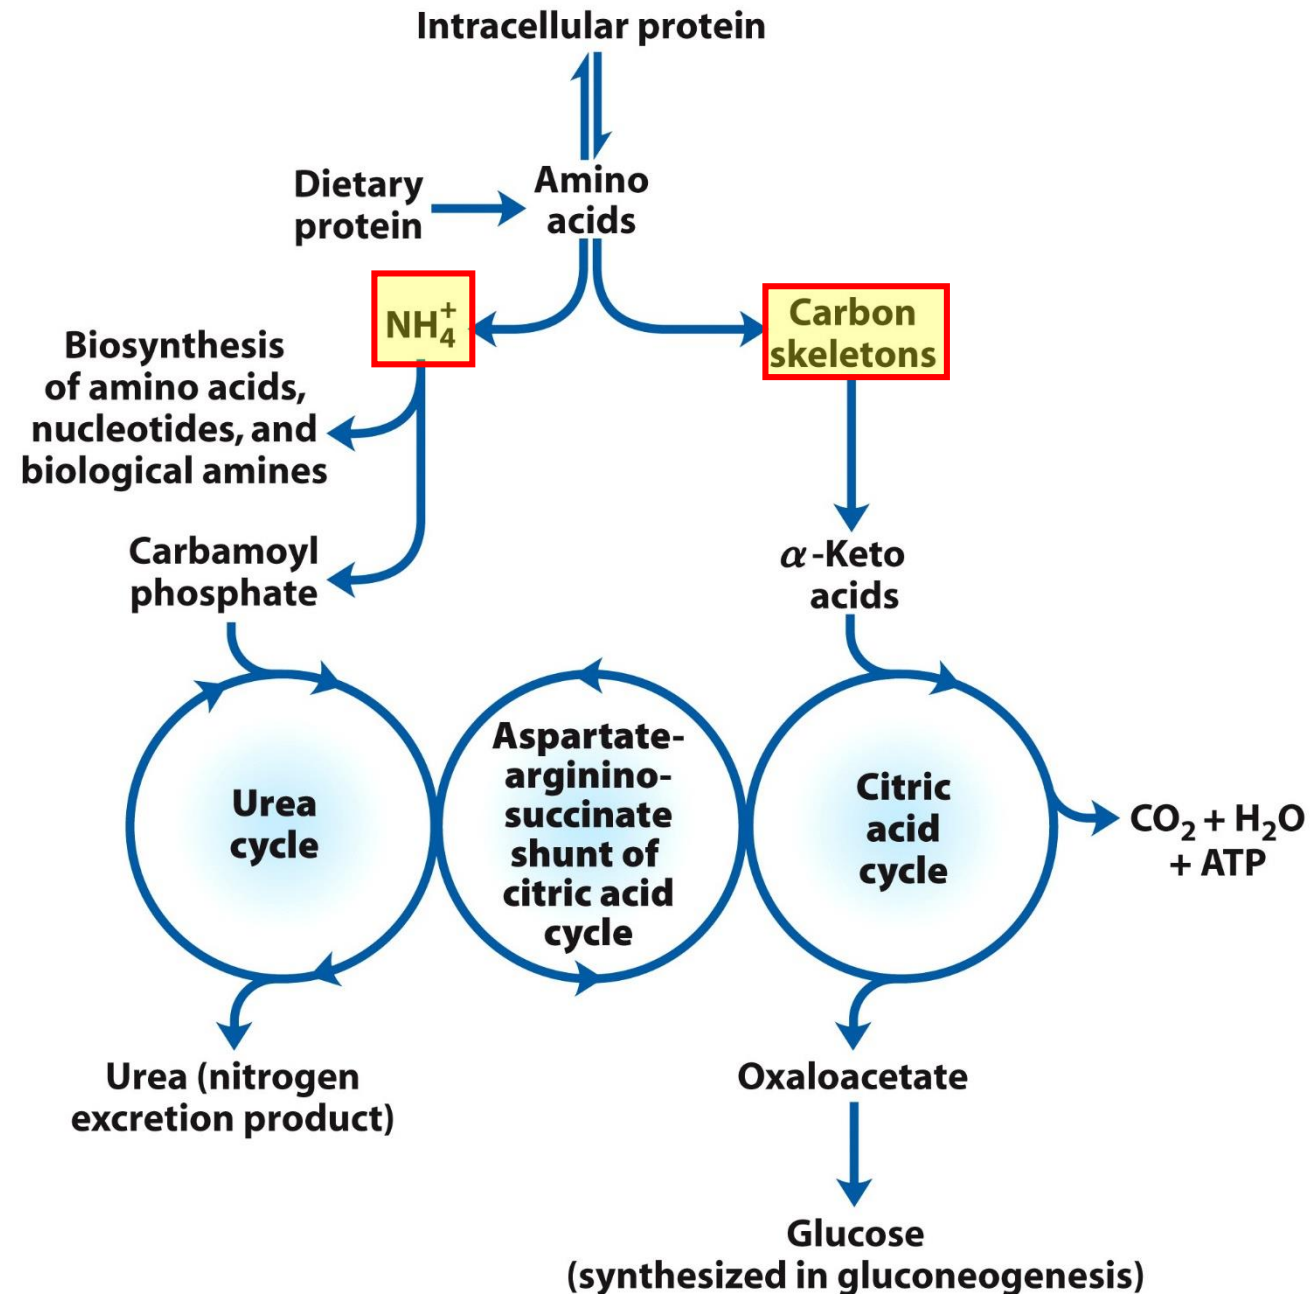 Intracellular protein
Dietary
protein
Amino
acids
NH₄⁺
Carbon
skeletons
Biosynthesis
of amino acids,
nucleotides, and
biological amines
Carbamoyl
phosphate
α-Keto
acids
Urea
cycle
Aspartate-
arginino-
succinate
shunt of
citric acid
cycle
Citric
acid
cycle
CO₂ + H₂O
+ ATP
Urea (nitrogen
excretion product)
Oxaloacetate
Glucose
(synthesized in gluconeogenesis)